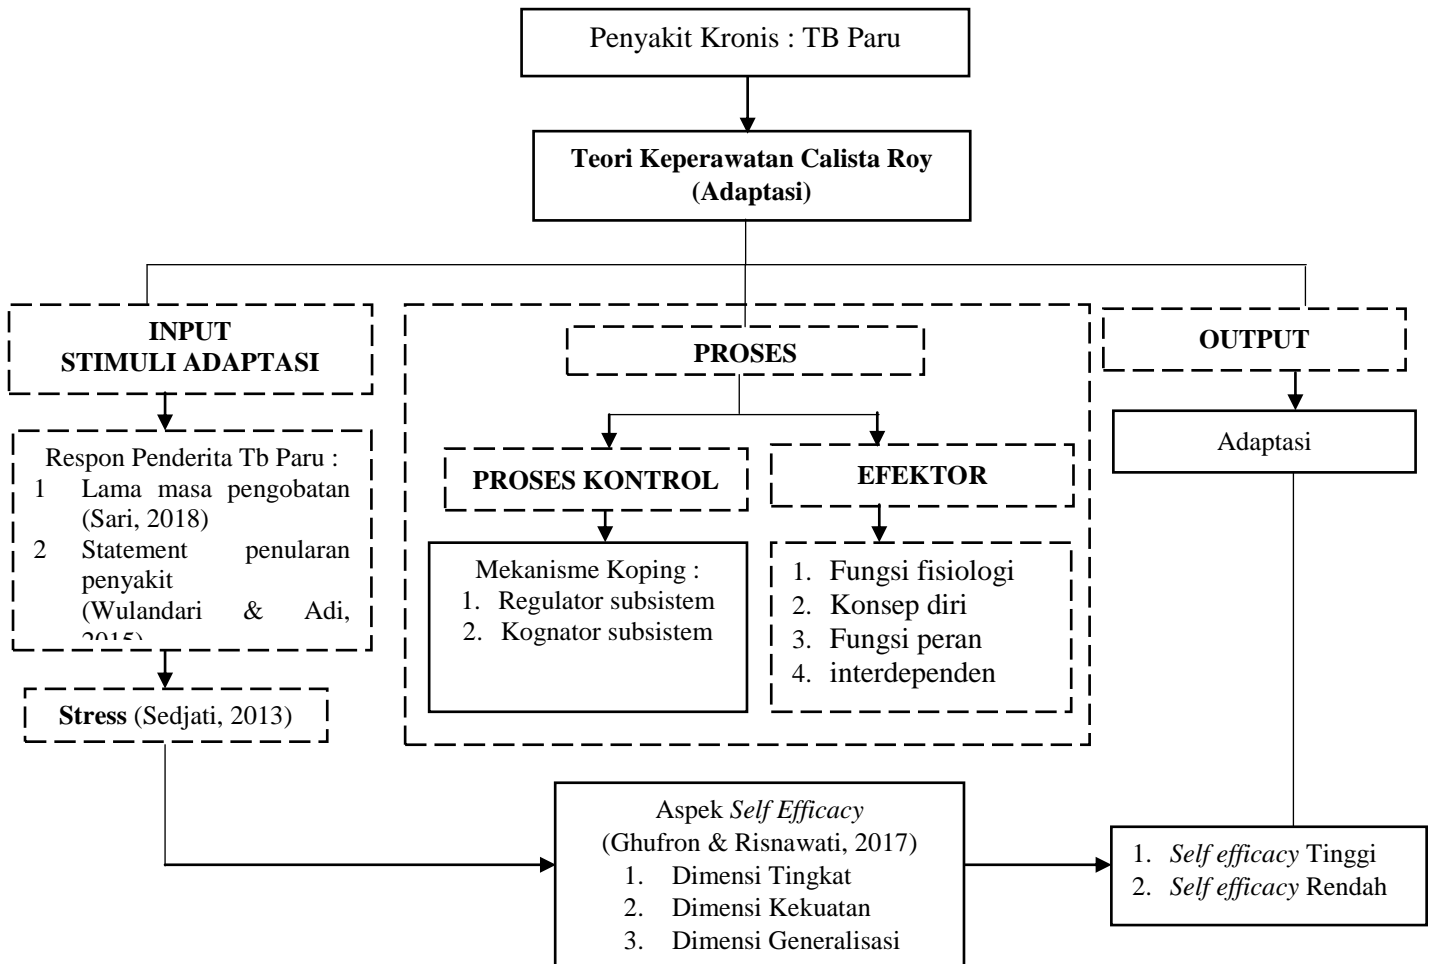 Penyakit Kronis : TB Paru
Teori Keperawatan Calista Roy
(Adaptasi)
INPUT
STIMULI ADAPTASI
Respon Penderita Tb Paru :
1 Lama masa pengobatan
(Sari, 2018)
2 Statement penularan
penyakit
(Wulandari & Adi,
2015)
Stress (Sedjati, 2013)
PROSES
PROSES KONTROL
Mekanisme Koping :
1. Regulator subsistem
2. Kognator subsistem
EFEKTOR
1. Fungsi fisiologi
2. Konsep diri
3. Fungsi peran
4. interdependen
OUTPUT
Adaptasi
Aspek Self Efficacy
(Ghufron & Risnawati, 2017)
1. Dimensi Tingkat
2. Dimensi Kekuatan
3. Dimensi Generalisasi
1. Self efficacy Tinggi
2. Self efficacy Rendah